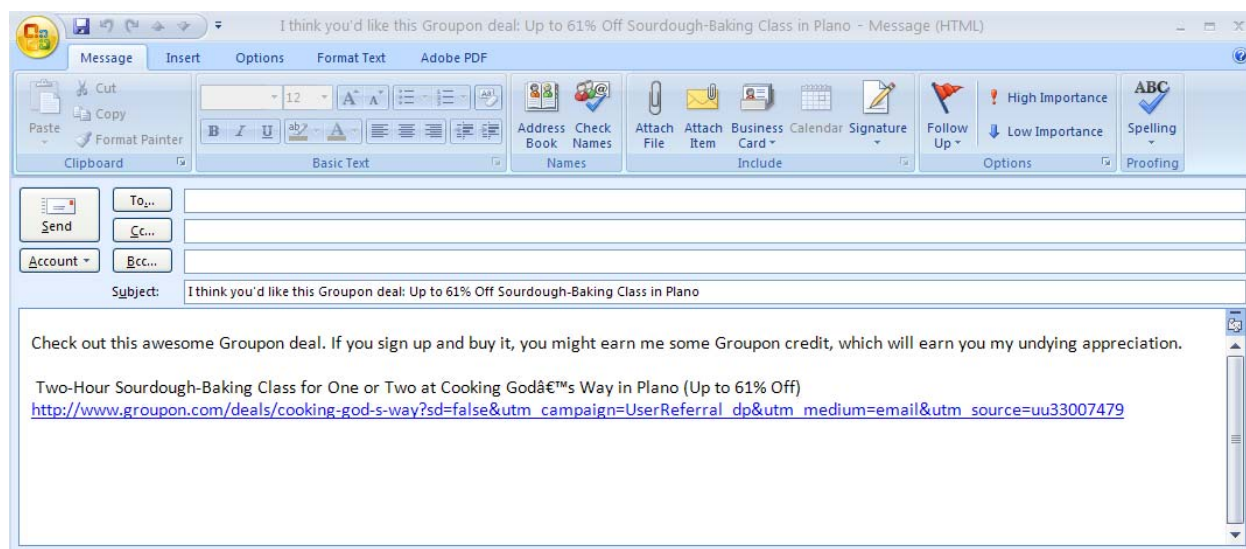 I think you'd like this Groupon deal: Up to 61% Off Sourdough-Baking Class in Plano - Message (HTML)
Message Insert Options Format Text Adobe PDF
Paste
Cut
Copy
Format Painter
Clipboard
12
B I U ab A
Basic Text
Address Book
Check Names
Names
Attach File
Attach Item
Business Card
Calendar
Signature
Include
Follow Up
High Importance
Low Importance
Options
ABC
Spelling
Proofing
Send
Account
To...
Cc...
Bcc...
Subject: I think you'd like this Groupon deal: Up to 61% Off Sourdough-Baking Class in Plano
Check out this awesome Groupon deal. If you sign up and buy it, you might earn me some Groupon credit, which will earn you my undying appreciation.
Two-Hour Sourdough-Baking Class for One or Two at Cooking Godâ€™s Way in Plano (Up to 61% Off)
http://www.groupon.com/deals/cooking-god-s-way?sd=false&utm_campaign=UserReferral_dp&utm_medium=email&utm_source=uu33007479